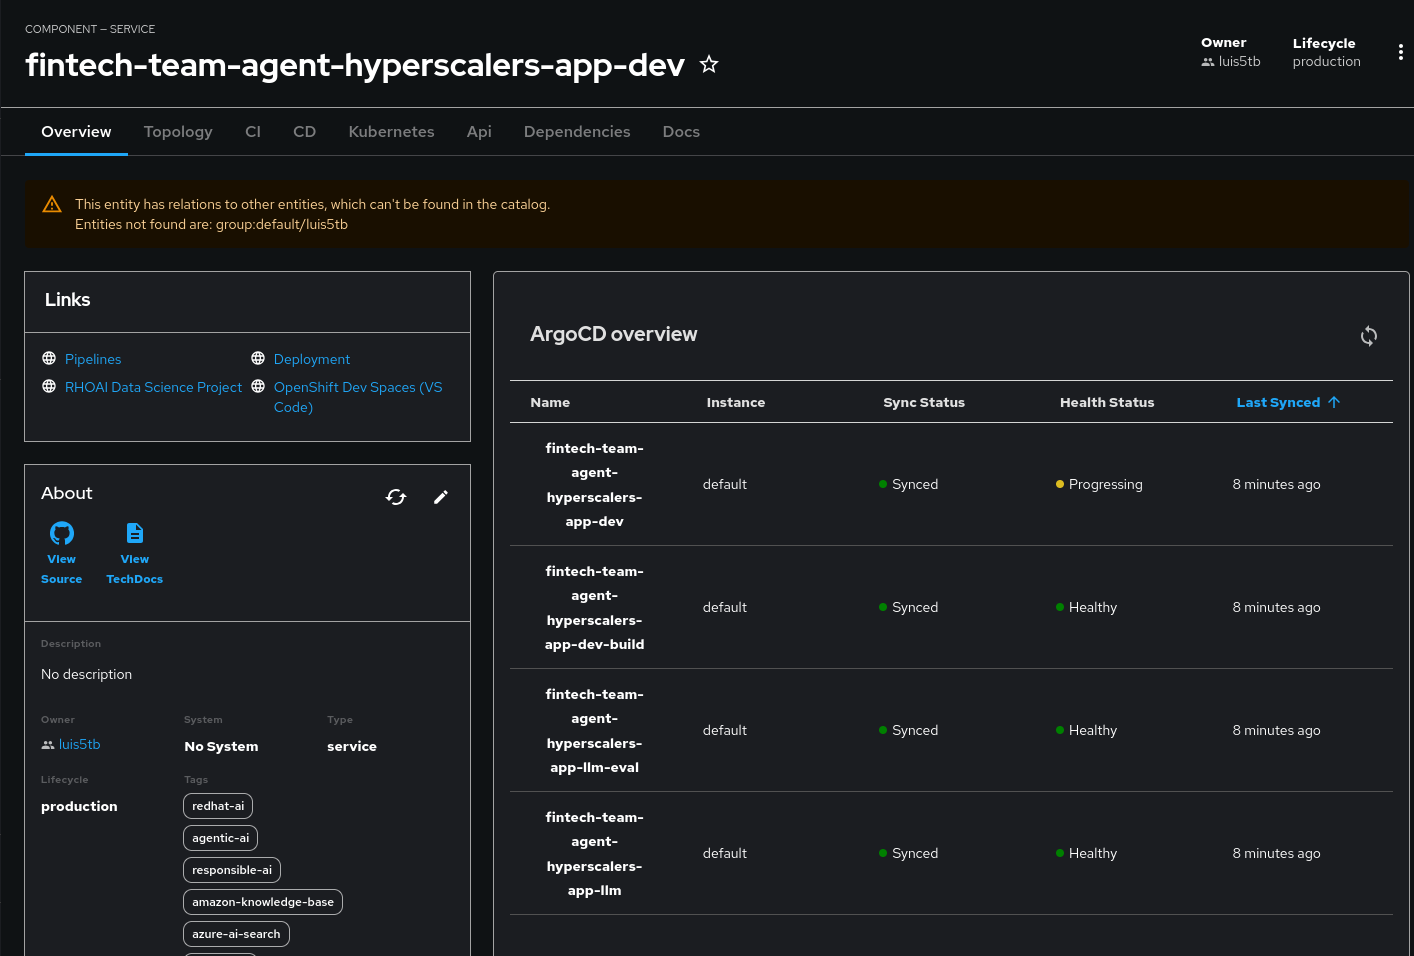 COMPONENT — SERVICE
fintech-team-agent-hyperscalers-app-dev
Owner
luis5tb
Lifecycle
production
Overview
Topology
CI
CD
Kubernetes
Api
Dependencies
Docs
This entity has relations to other entities, which can't be found in the catalog.
Entities not found are: group:default/luis5tb
Links
Pipelines
Deployment
RHOAI Data Science Project
OpenShift Dev Spaces (VS
Code)
About
View
Source
View
TechDocs
Description
No description
Owner
luis5tb
System
No System
Type
service
Lifecycle
production
Tags
redhat-ai
agentic-ai
responsible-ai
amazon-knowledge-base
azure-ai-search
ArgoCD overview
Name
Instance
Sync Status
Health Status
Last Synced
fintech-team-
agent-
hyperscalers-
app-dev
default
Synced
Progressing
8 minutes ago
fintech-team-
agent-
hyperscalers-
app-dev-build
default
Synced
Healthy
8 minutes ago
fintech-team-
agent-
hyperscalers-
app-llm-eval
default
Synced
Healthy
8 minutes ago
fintech-team-
agent-
hyperscalers-
app-llm
default
Synced
Healthy
8 minutes ago